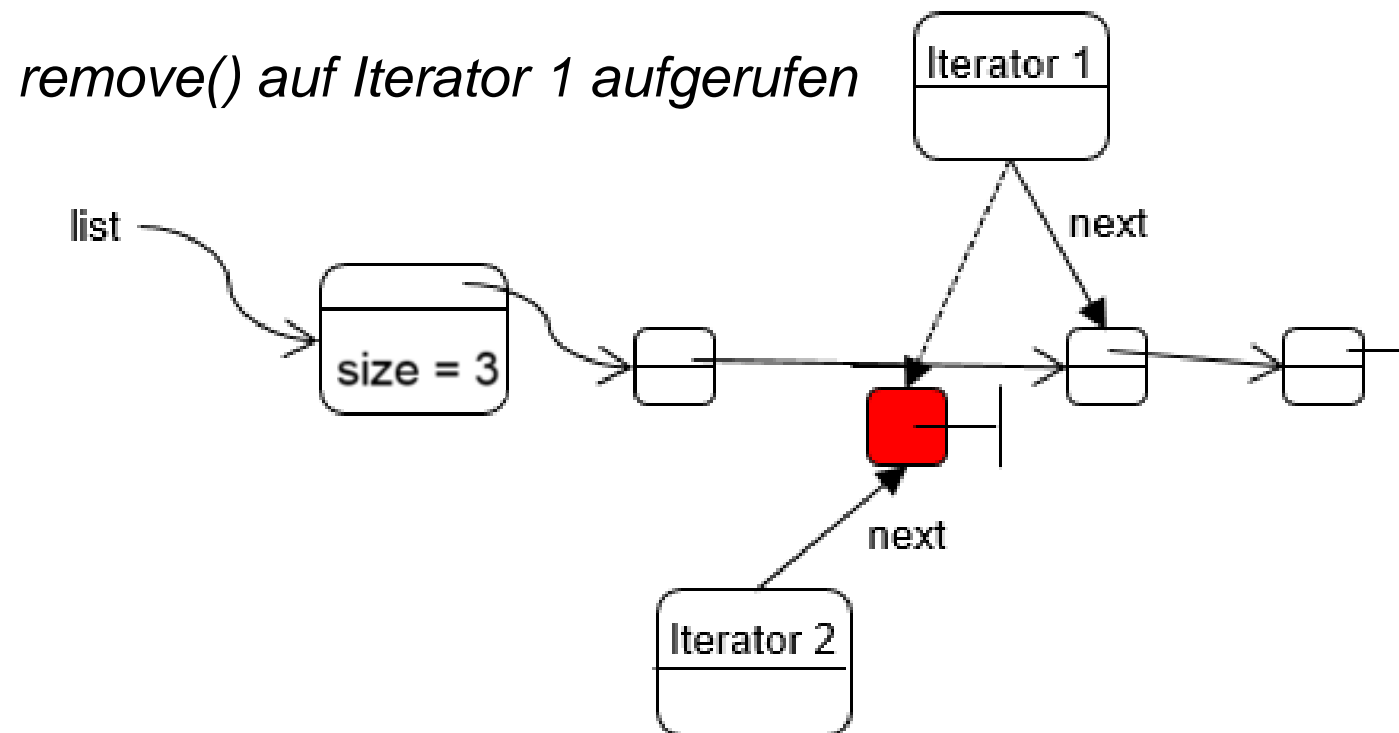 remove() auf Iterator 1 aufgerufen
Iterator 1
list
next
size = 3
next
Iterator 2